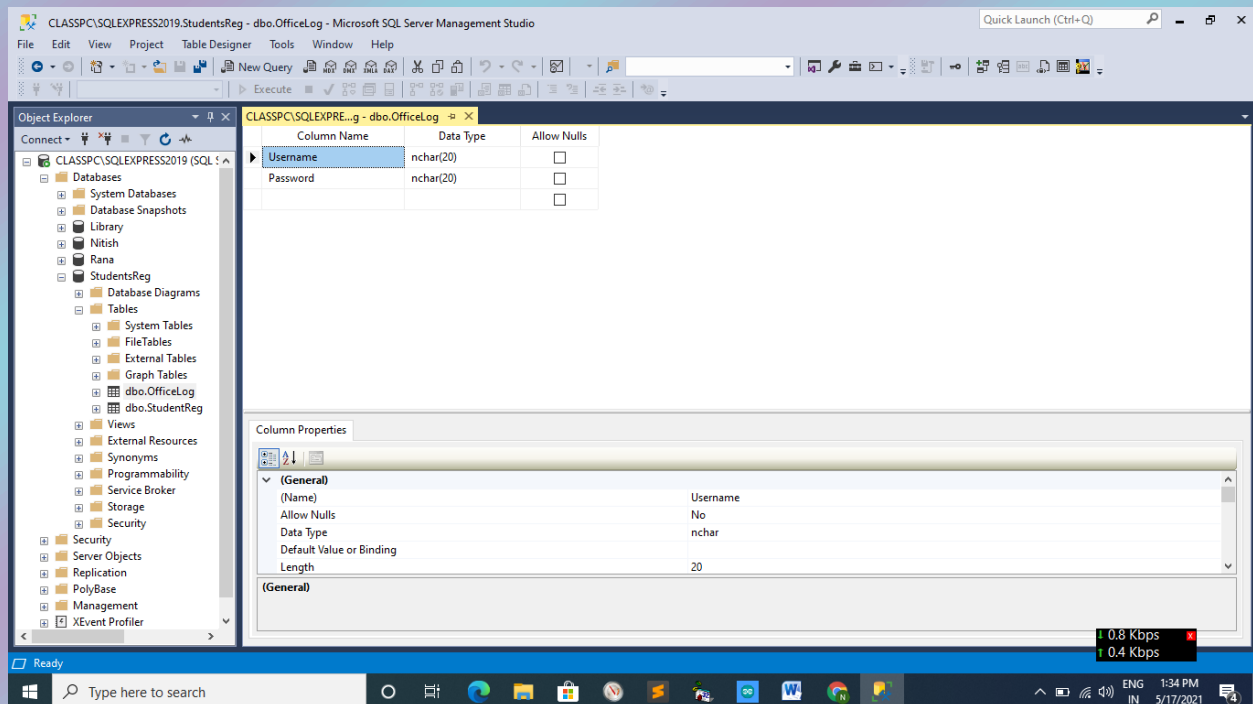 CLASSPC\SQLEXPRESS2019.StudentsReg - dbo.OfficeLog - Microsoft SQL Server Management Studio
Quick Launch (Ctrl+Q)
File Edit View Project Table Designer Tools Window Help
New Query MDX DMX XMLA DAX
Execute
Object Explorer
Connect
CLASSPC\SQLEXPRESS2019 (SQL S
Databases
System Databases
Database Snapshots
Library
Nitish
Rana
StudentsReg
Database Diagrams
Tables
System Tables
FileTables
External Tables
Graph Tables
dbo.OfficeLog
dbo.StudentReg
Views
External Resources
Synonyms
Programmability
Service Broker
Storage
Security
Security
Server Objects
Replication
PolyBase
Management
XEvent Profiler
CLASSPC\SQLEXPRE...g - dbo.OfficeLog
Column Name Data Type Allow Nulls
Username nchar(20)
Password nchar(20)
Column Properties
(General)
(Name) Username
Allow Nulls No
Data Type nchar
Default Value or Binding
Length 20
(General)
0.8 Kbps x
0.4 Kbps
Ready
Type here to search
ENG 1:34 PM
IN 5/17/2021
4